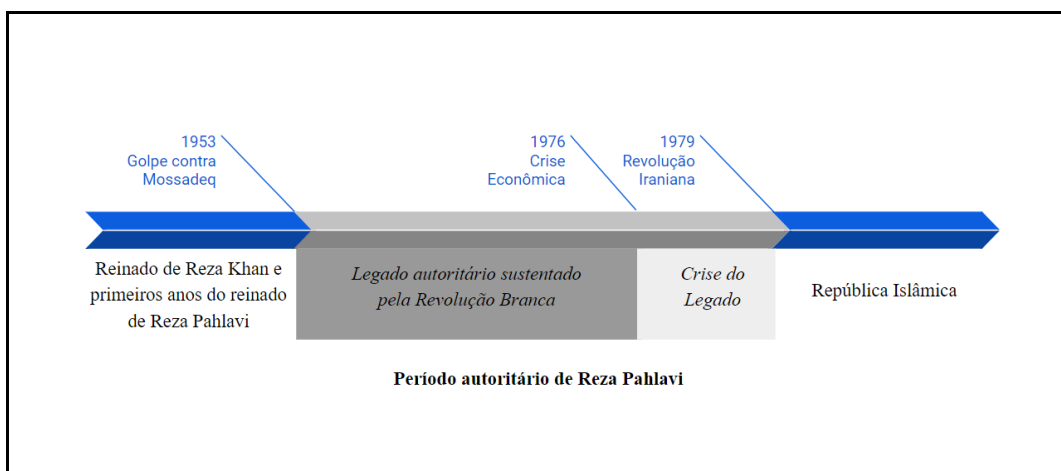 1953
Golpe contra
Mossadeq
1976
Crise
Econômica
1979
Revolução
Iraniana
Reinado de Reza Khan e
primeiros anos do reinado
de Reza Pahlavi
Legado autoritário sustentado
pela Revolução Branca
Crise do
Legado
República Islâmica
Período autoritário de Reza Pahlavi